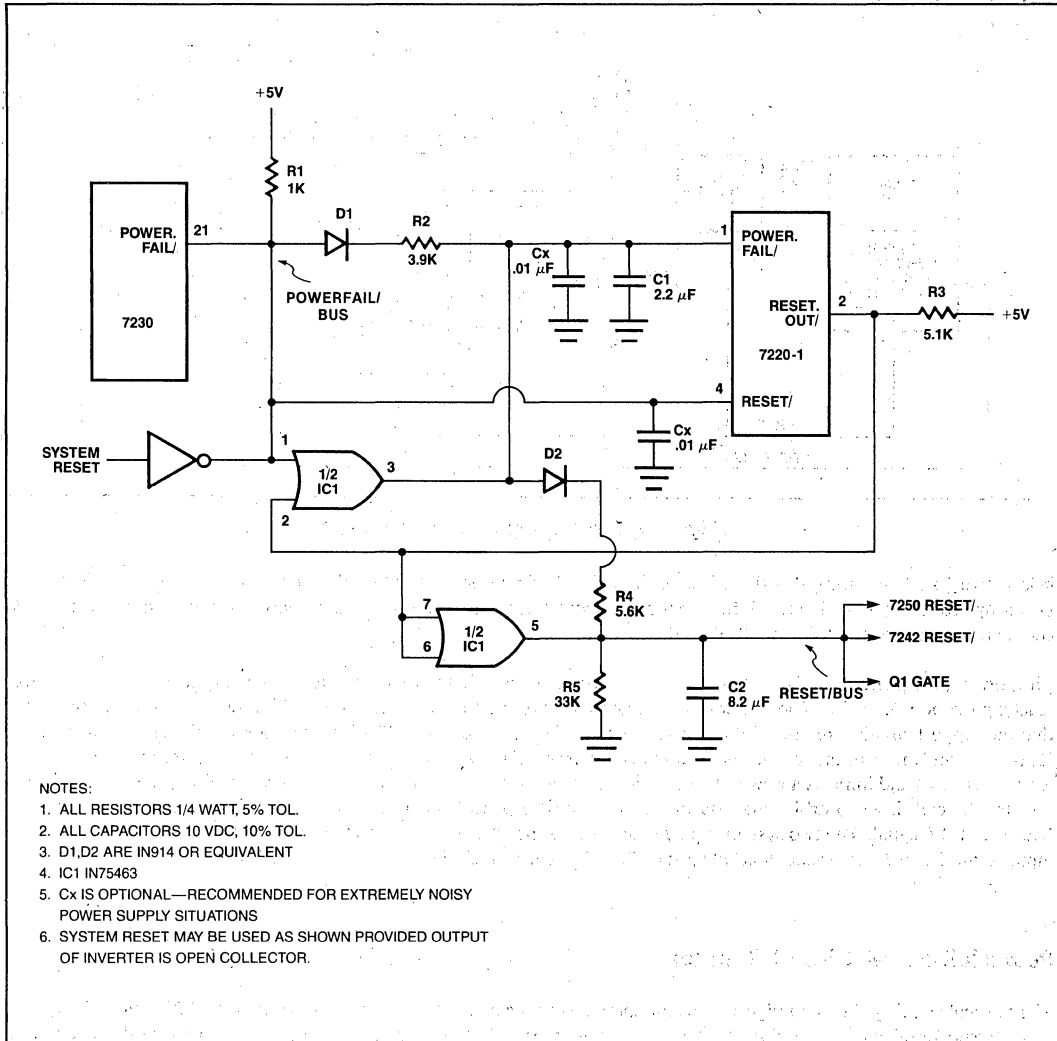 +5V
R1
1K
POWER.
FAIL/
21
7230
D1
R2
3.9K
POWERFAIL/
BUS
Cx
.01 μF
C1
2.2 μF
1
POWER.
FAIL/
RESET.
OUT/
2
7220-1
4
RESET/
R3
5.1K
+5V
Cx
.01 μF
SYSTEM
RESET
1
1/2
IC1
3
2
D2
R4
5.6K
7
6
1/2
IC1
5
R5
33K
C2
8.2 μF
RESET/BUS
7250 RESET/
7242 RESET/
Q1 GATE
NOTES:
1. ALL RESISTORS 1/4 WATT, 5% TOL.
2. ALL CAPACITORS 10 VDC, 10% TOL.
3. D1,D2 ARE IN914 OR EQUIVALENT
4. IC1 IN75463
5. Cx IS OPTIONAL—RECOMMENDED FOR EXTREMELY NOISY
POWER SUPPLY SITUATIONS
6. SYSTEM RESET MAY BE USED AS SHOWN PROVIDED OUTPUT
OF INVERTER IS OPEN COLLECTOR.